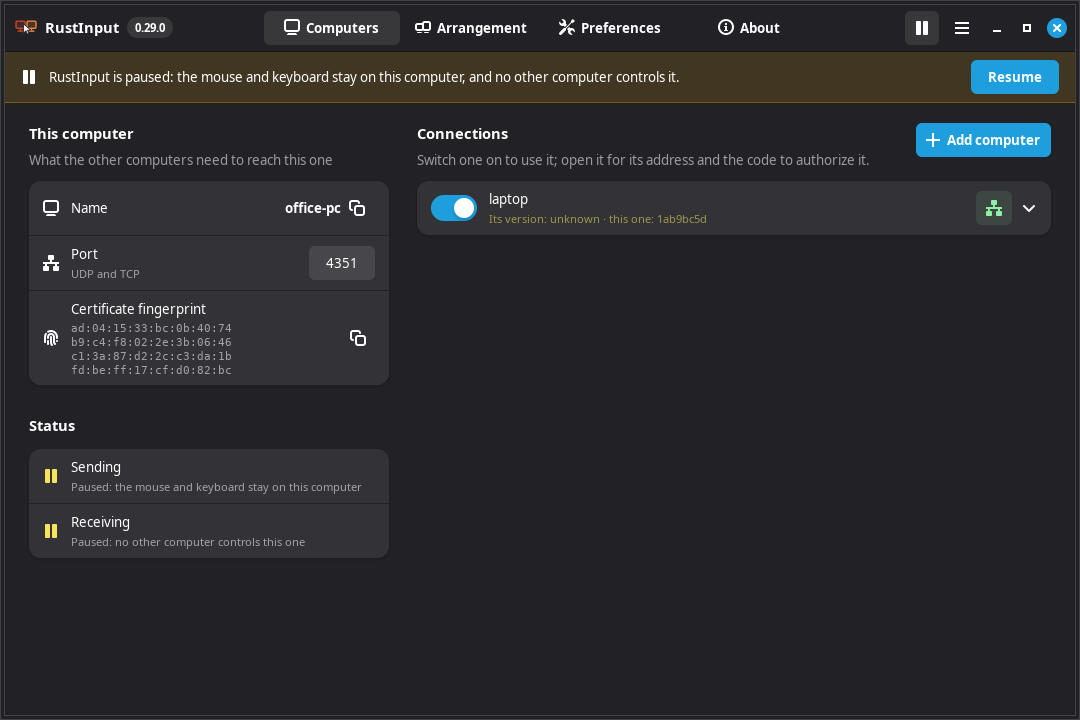 RustInput 0.29.0 Computers Arrangement Preferences About
RustInput is paused: the mouse and keyboard stay on this computer, and no other computer controls it. Resume
This computer
What the other computers need to reach this one
Name office-pc
Port 4351
UDP and TCP
Certificate fingerprint
ad:04:15:33:bc:0b:40:74
b9:c4:f8:02:2e:3b:06:46
c1:3a:87:d2:2c:c3:da:1b
fd:be:ff:17:cf:d0:82:bc
Status
Sending
Paused: the mouse and keyboard stay on this computer
Receiving
Paused: no other computer controls this one
Connections
Switch one on to use it; open it for its address and the code to authorize it.
Add computer
laptop
Its version: unknown · this one: 1ab9bc5d